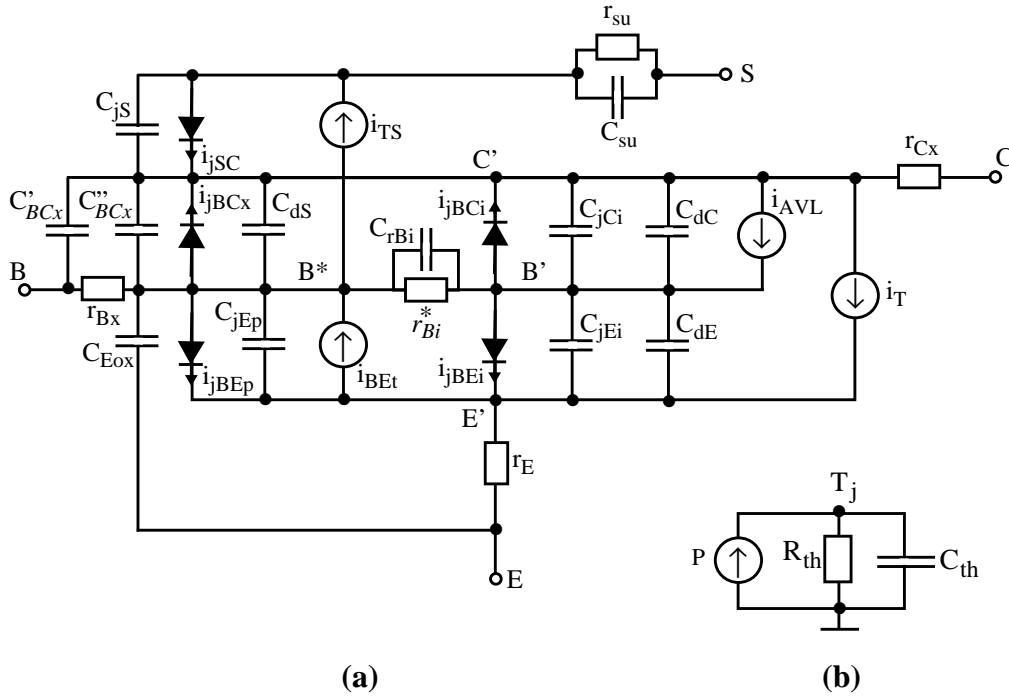 r_su
S
C_su
C_jS
i_TS
i_jSC
C'
r_Cx
C
C'_BCx
C''_BCx
i_jBCx
C_dS
i_jBCi
C_jCi
C_dC
i_AVL
C_rBi
B
B*
B'
r_Bx
r*_Bi
i_T
C_Eox
C_jEp
C_jEi
C_dE
i_jBEp
i_BEt
i_jBEi
E'
r_E
E
T_j
P
R_th
C_th
(a)
(b)